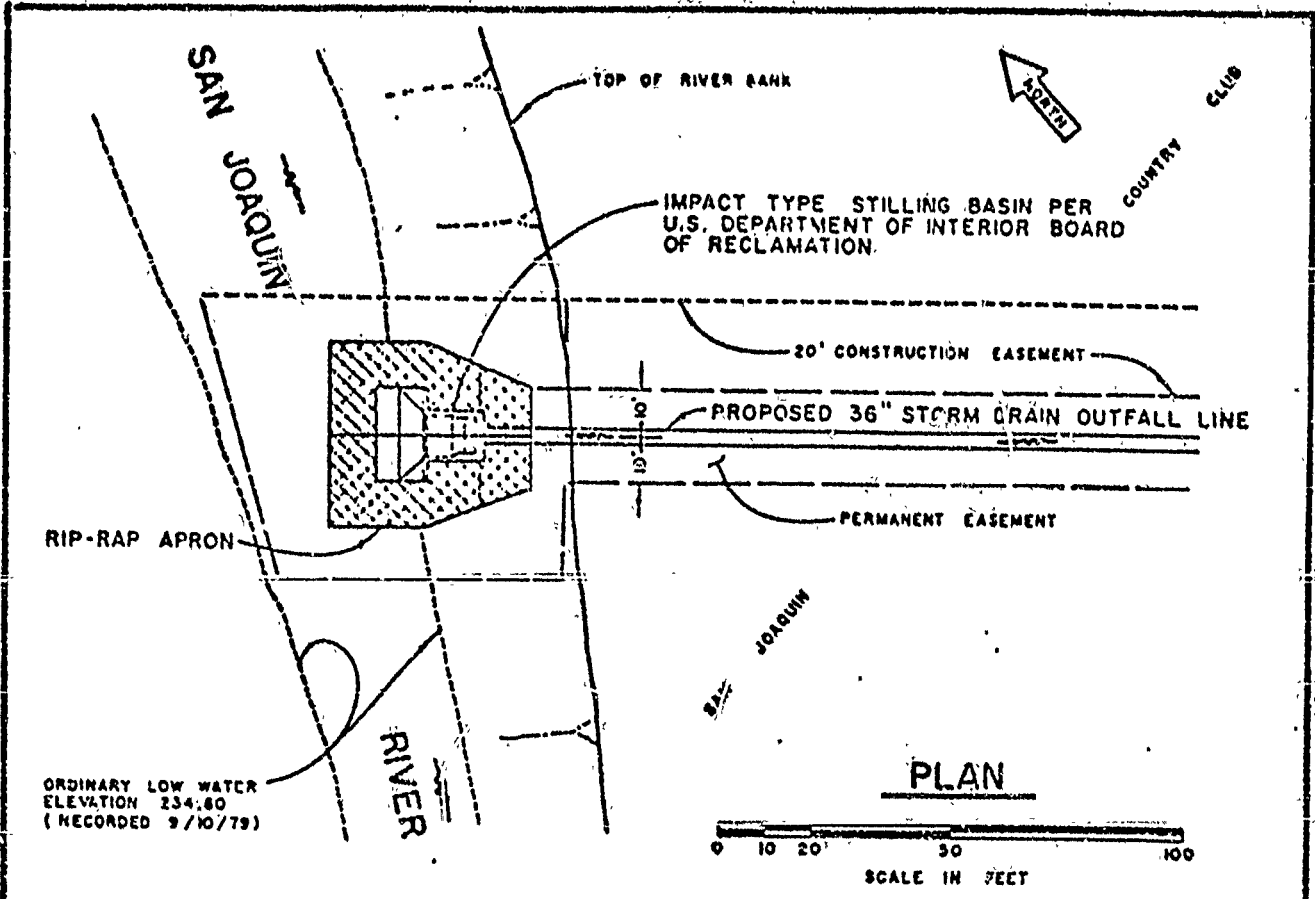 SAN JOAQUIN
TOP OF RIVER BANK
NORTH
COUNTRY CLUB
IMPACT TYPE STILLING BASIN PER
U.S. DEPARTMENT OF INTERIOR BOARD
OF RECLAMATION.
20' CONSTRUCTION EASEMENT
10'
PROPOSED 36" STORM DRAIN OUTFALL LINE
10'
PERMANENT EASEMENT
RIP-RAP APRON
SAN JOAQUIN
RIVER
ORDINARY LOW WATER
ELEVATION 234.80
(RECORDED 9/10/79)
PLAN
0 10 20 50 100
SCALE IN FEET